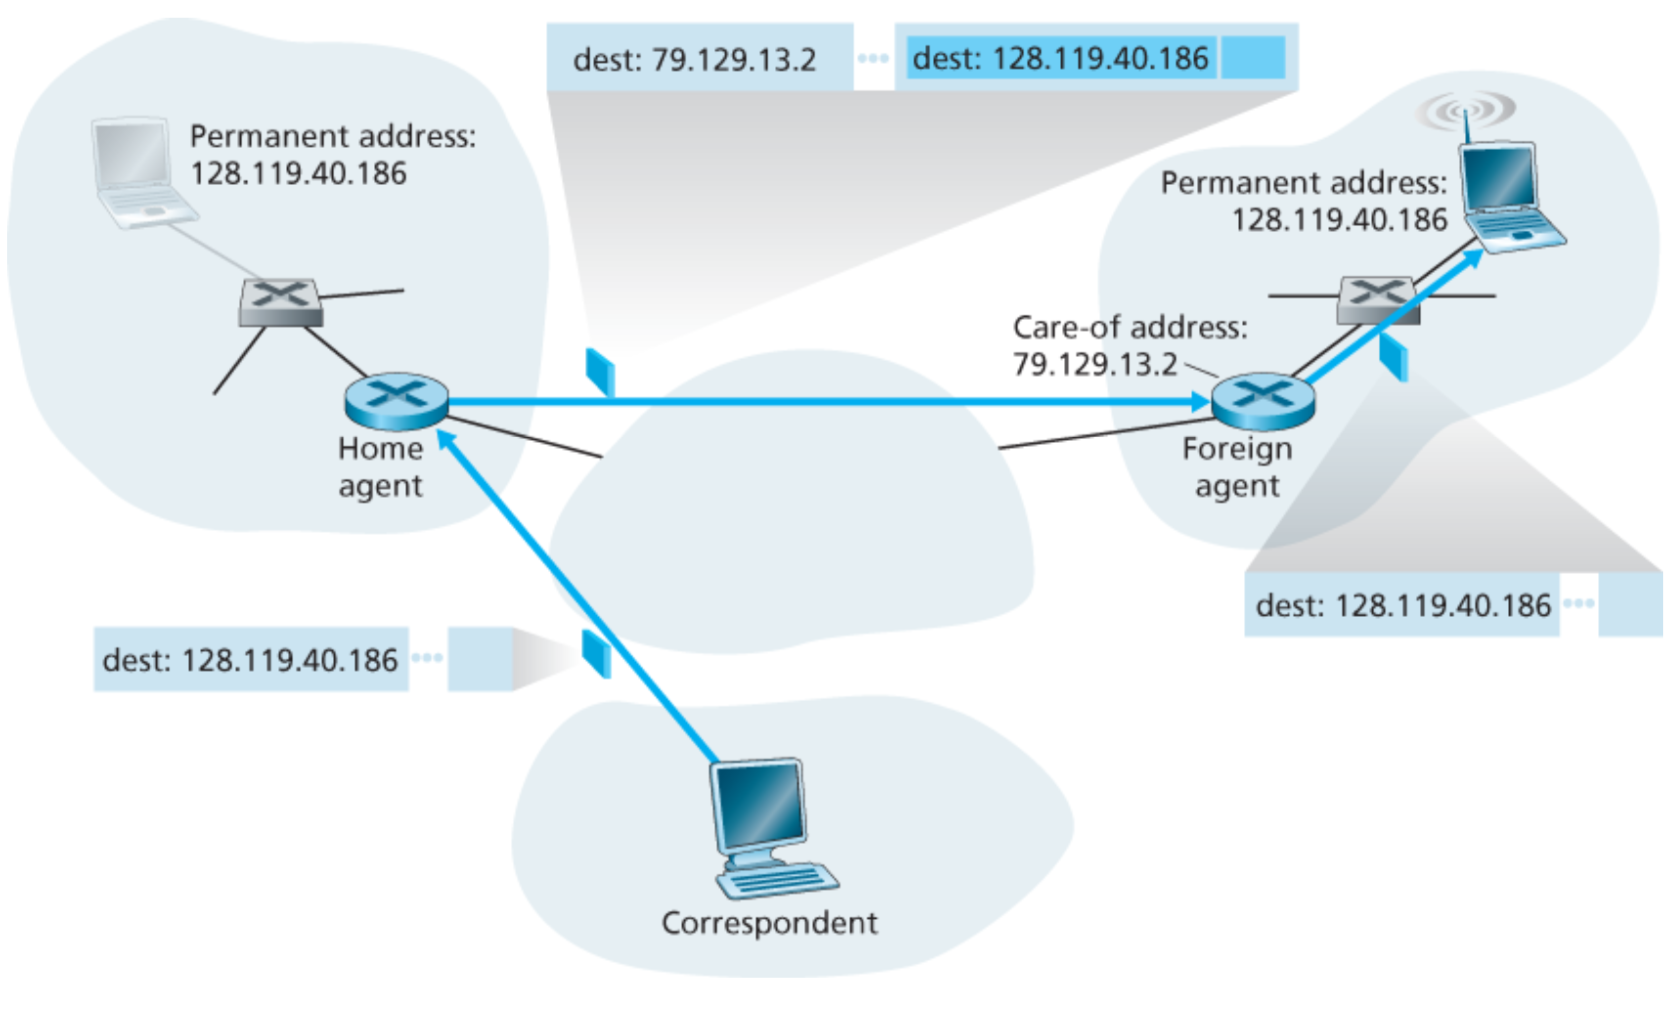 dest: 79.129.13.2
dest: 128.119.40.186
Permanent address:
128.119.40.186
Permanent address:
128.119.40.186
Care-of address:
79.129.13.2
Home
agent
Foreign
agent
dest: 128.119.40.186
dest: 128.119.40.186
Correspondent